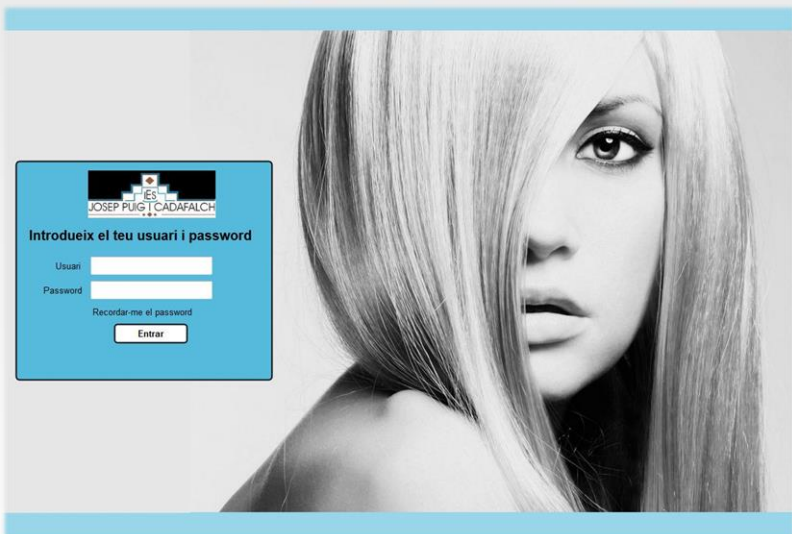 iEs
JOSEP PUIG I CADAFALCH
Introdueix el teu usuari i password
Usuari
Password
Recordar-me el password
Entrar